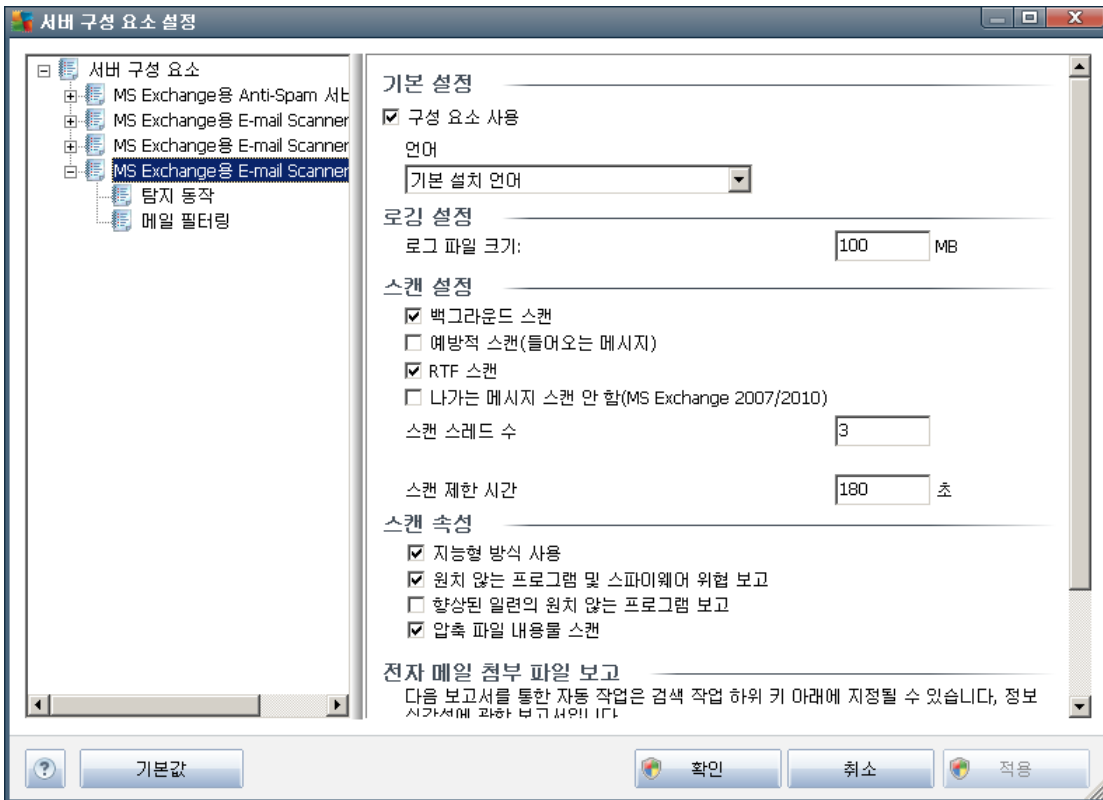 서버 구성 요소 설정
서버 구성 요소
MS Exchange용 Anti-Spam
MS Exchange용 E-mail Scanner
MS Exchange용 E-mail Scanner
MS Exchange용 E-mail Scanner
탐지 동작
메일 필터링
기본 설정
구성 요소 사용
언어
기본 설치 언어
로깅 설정
로그 파일 크기: 100 MB
스캔 설정
백그라운드 스캔
예방적 스캔(들어오는 메시지)
RTF 스캔
나가는 메시지 스캔 안 함(MS Exchange 2007/2010)
스캔 스레드 수 3
스캔 제한 시간 180 초
스캔 속성
지능형 방식 사용
원치 않는 프로그램 및 스파이웨어 위협 보고
향상된 일련의 원치 않는 프로그램 보고
압축 파일 내용물 스캔
전자 메일 첨부 파일 보고
다음 보고서를 통한 자동 작업은 검색 작업 하위 키 아래에 지정될 수 있습니다, 정보
? 기본값 확인 취소 적용